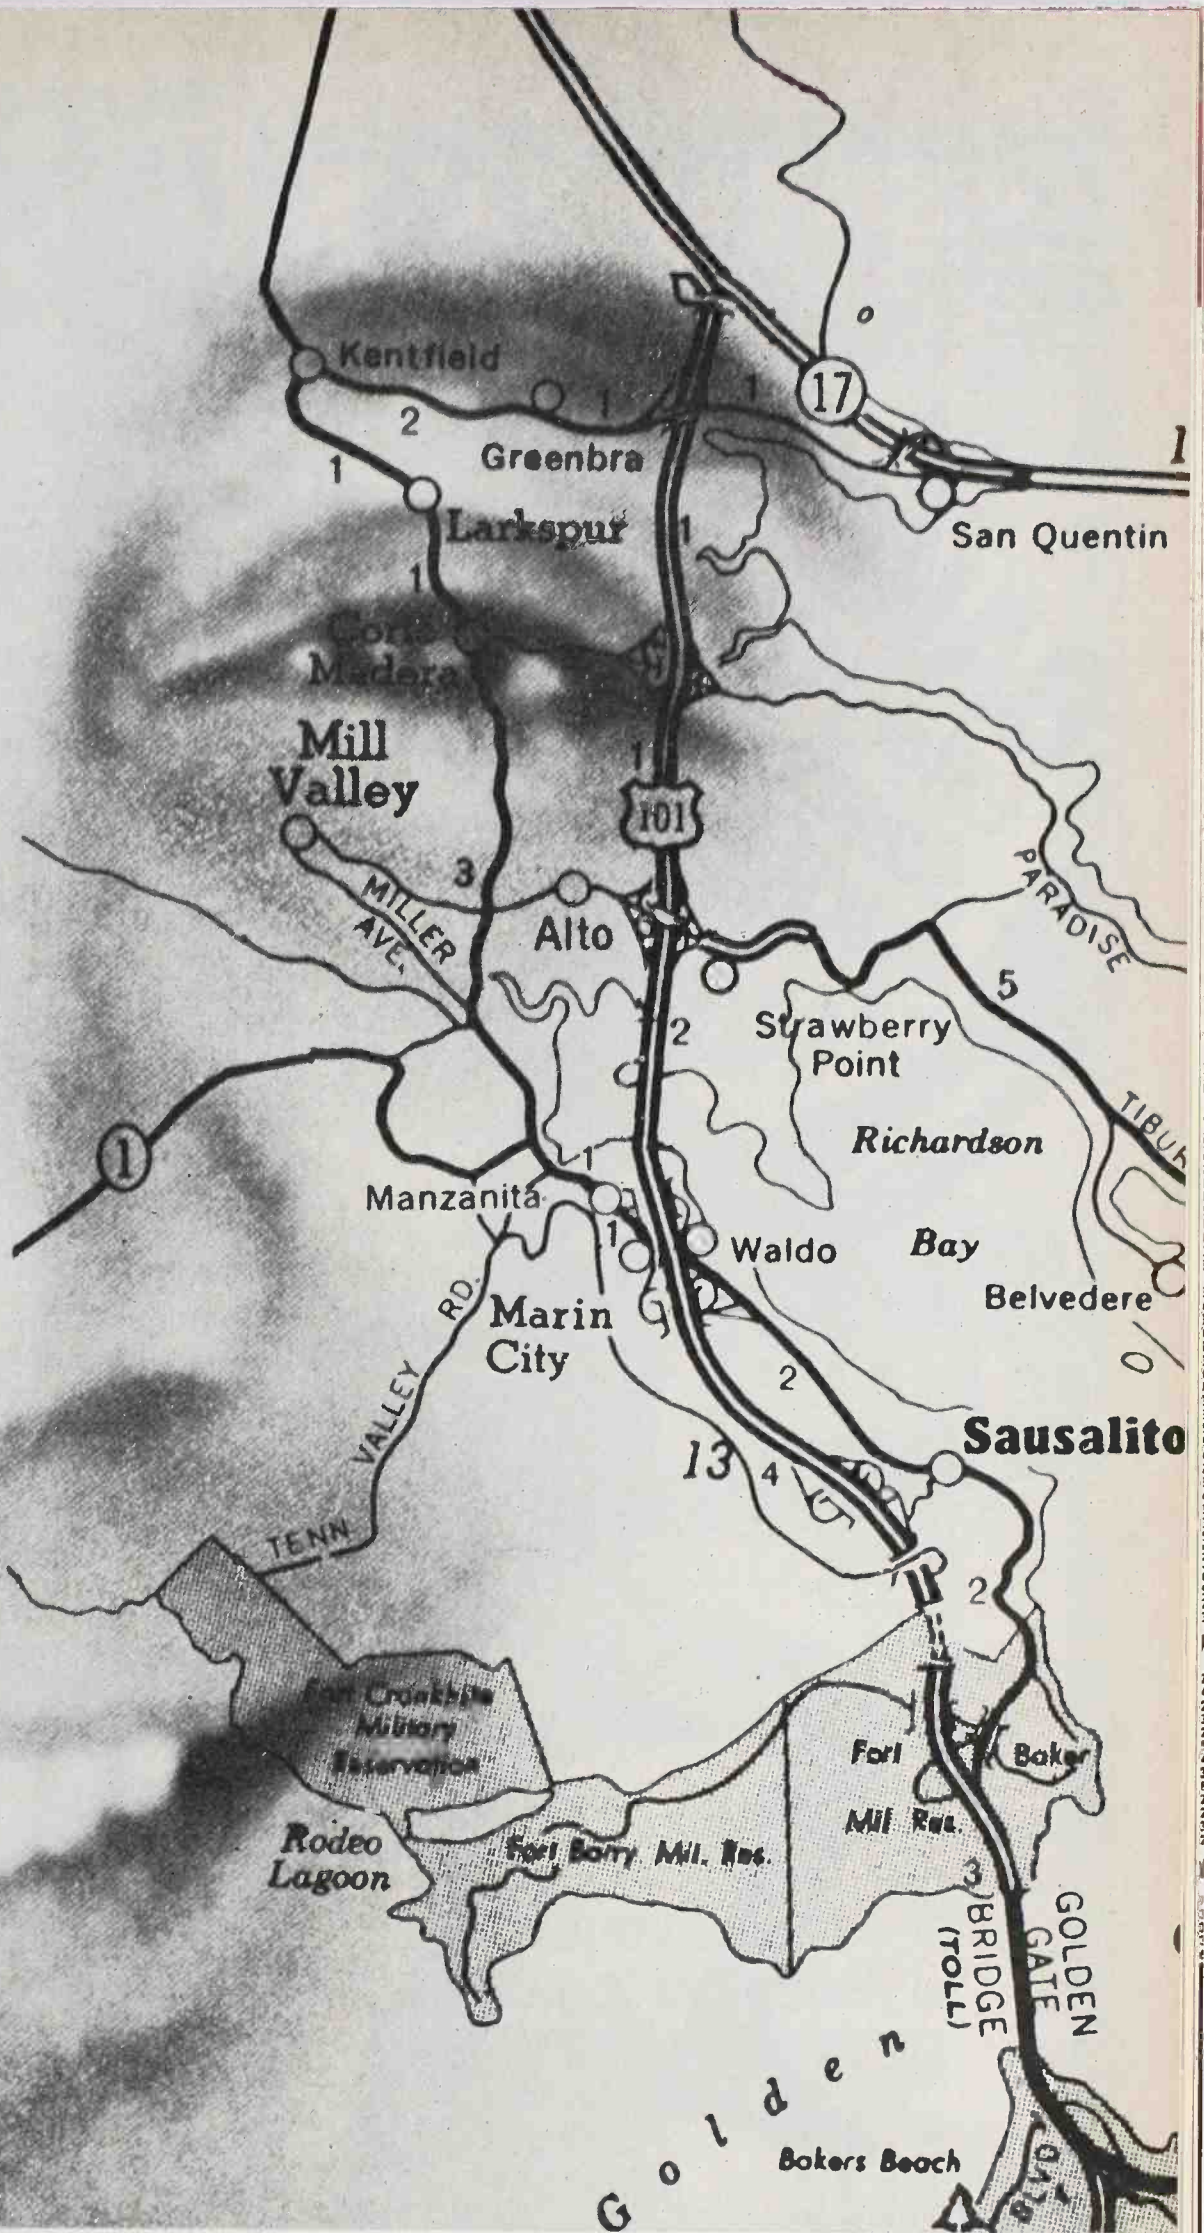 Kentfield
17
1
1
2
1
Greenbra
1
San Quentin
Larkspur
1
1
Madera
Mill
Valley
1
101
3
MILLER
AVE.
Alto
PARADISE
5
2
Strawberry
Point
TIBUR
Richardson
1
1
Manzanita
1
Waldo
Bay
Belvedere
RD.
Marin
City
VALLEY
2
Sausalito
13
4
TENN.
2
Military
Reservation
Fort
Baker
Mil. Res.
Rodeo
Lagoon
Fort Barry Mil. Res.
3
GOLDEN
GATE
BRIDGE
(TOLL)
Golden
Bakers Beach